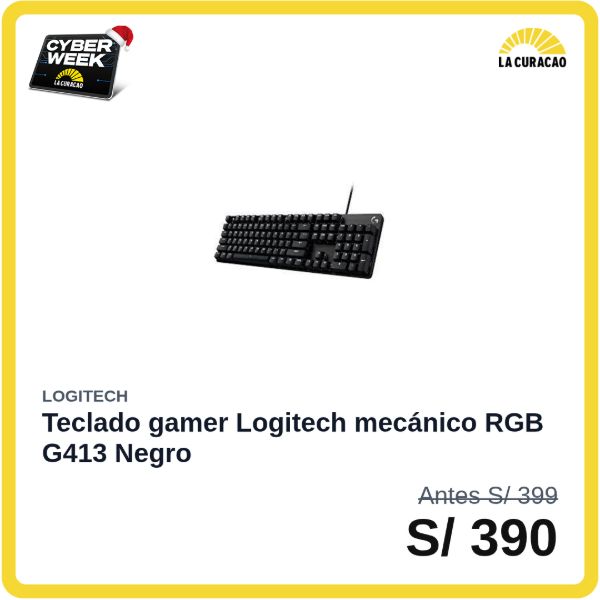 CYBER
WEEK
LA CURACAO
LA CURACAO
LOGITECH
Teclado gamer Logitech mecánico RGB
G413 Negro
Antes S/ 399
S/ 390